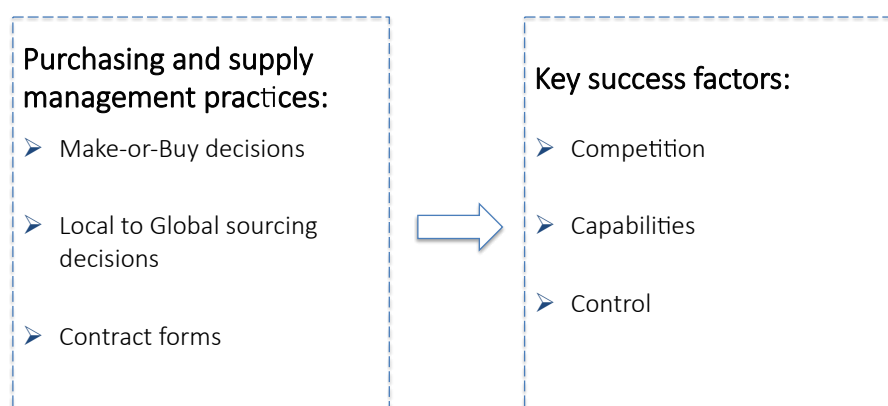 Purchasing and supply
management practices:
Make-or-Buy decisions
Local to Global sourcing
decisions
Contract forms
Key success factors:
Competition
Capabilities
Control